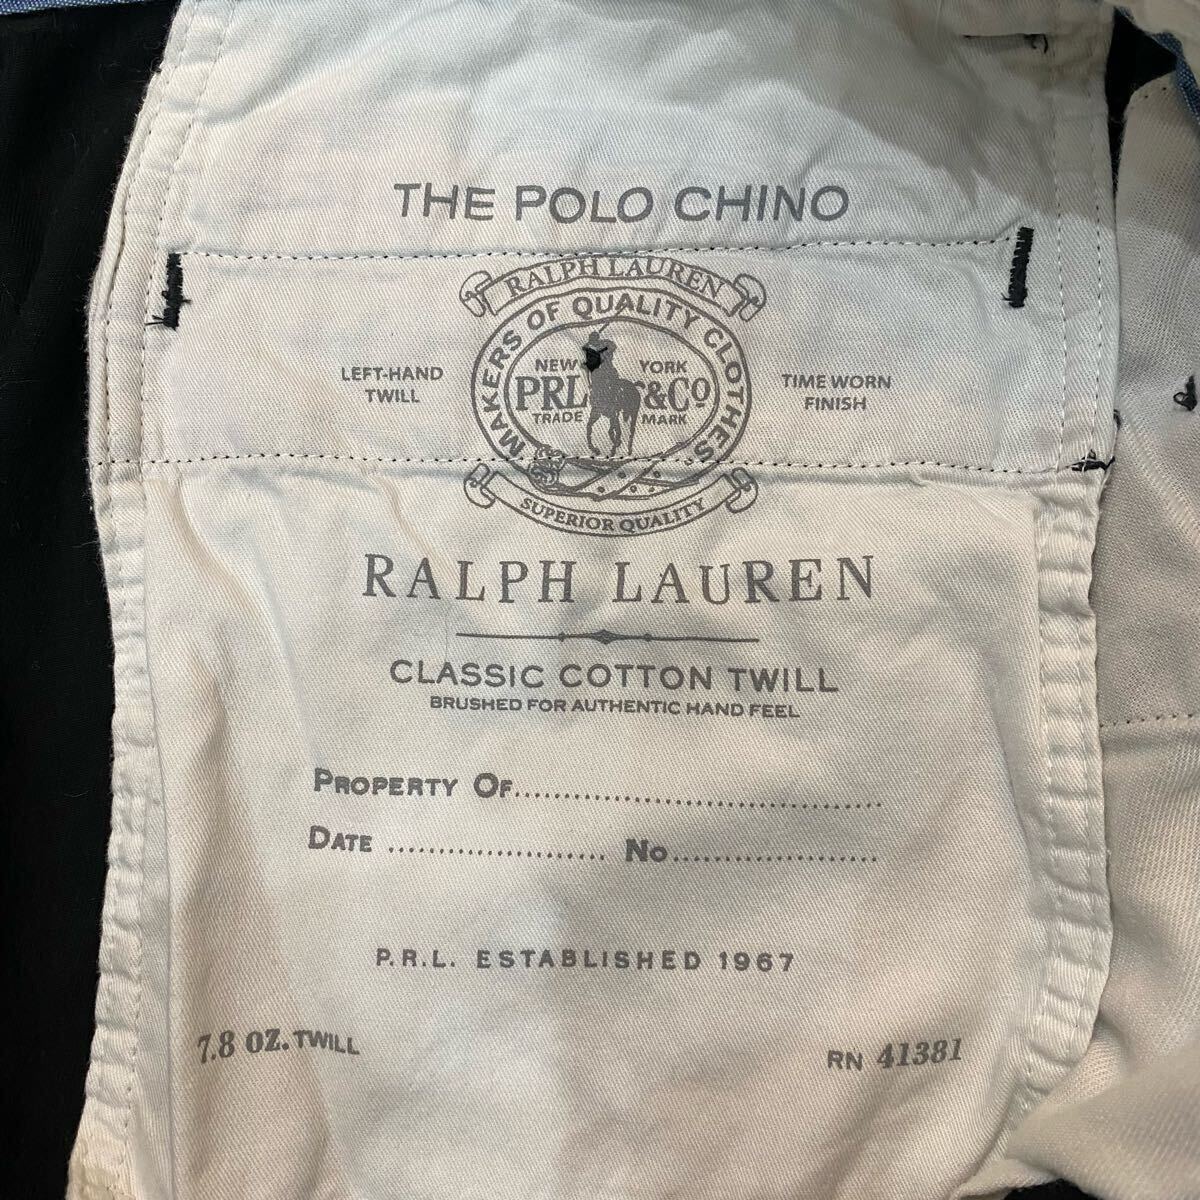 THE POLO CHINO
RALPH LAUREN
MAKERS OF QUALITY CLOTHES
LEFT-HAND
TWILL
NEW YORK
PRL &Co
TRADE MARK
TIME WORN
FINISH
SUPERIOR QUALITY
RALPH LAUREN
CLASSIC COTTON TWILL
BRUSHED FOR AUTHENTIC HAND FEEL
PROPERTY OF.....................................
DATE ...................... NO.....................
P.R.L. ESTABLISHED 1967
7.8 OZ. TWILL
RN 41381